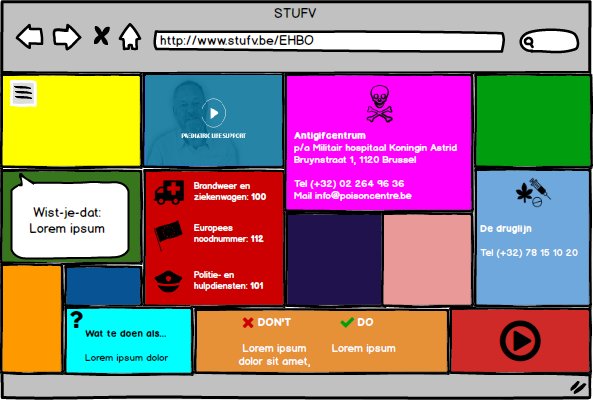 STUFV
http://www.stufv.be/EHBO
PAEDIATRIC LIFE SUPPORT
Antigifcentrum
p/a Militair hospitaal Koningin Astrid
Bruynstraat 1, 1120 Brussel
Tel (+32) 02 264 96 36
Mail info@poisoncentre.be
Wist-je-dat:
Lorem ipsum
Brandweer en
ziekenwagen: 100
Europees
noodnummer: 112
Politie- en
hulpdiensten: 101
De druglijn
Tel (+32) 78 15 10 20
?
Wat te doen als...
Lorem ipsum dolor
DON'T
Lorem ipsum
dolor sit amet,
DO
Lorem ipsum